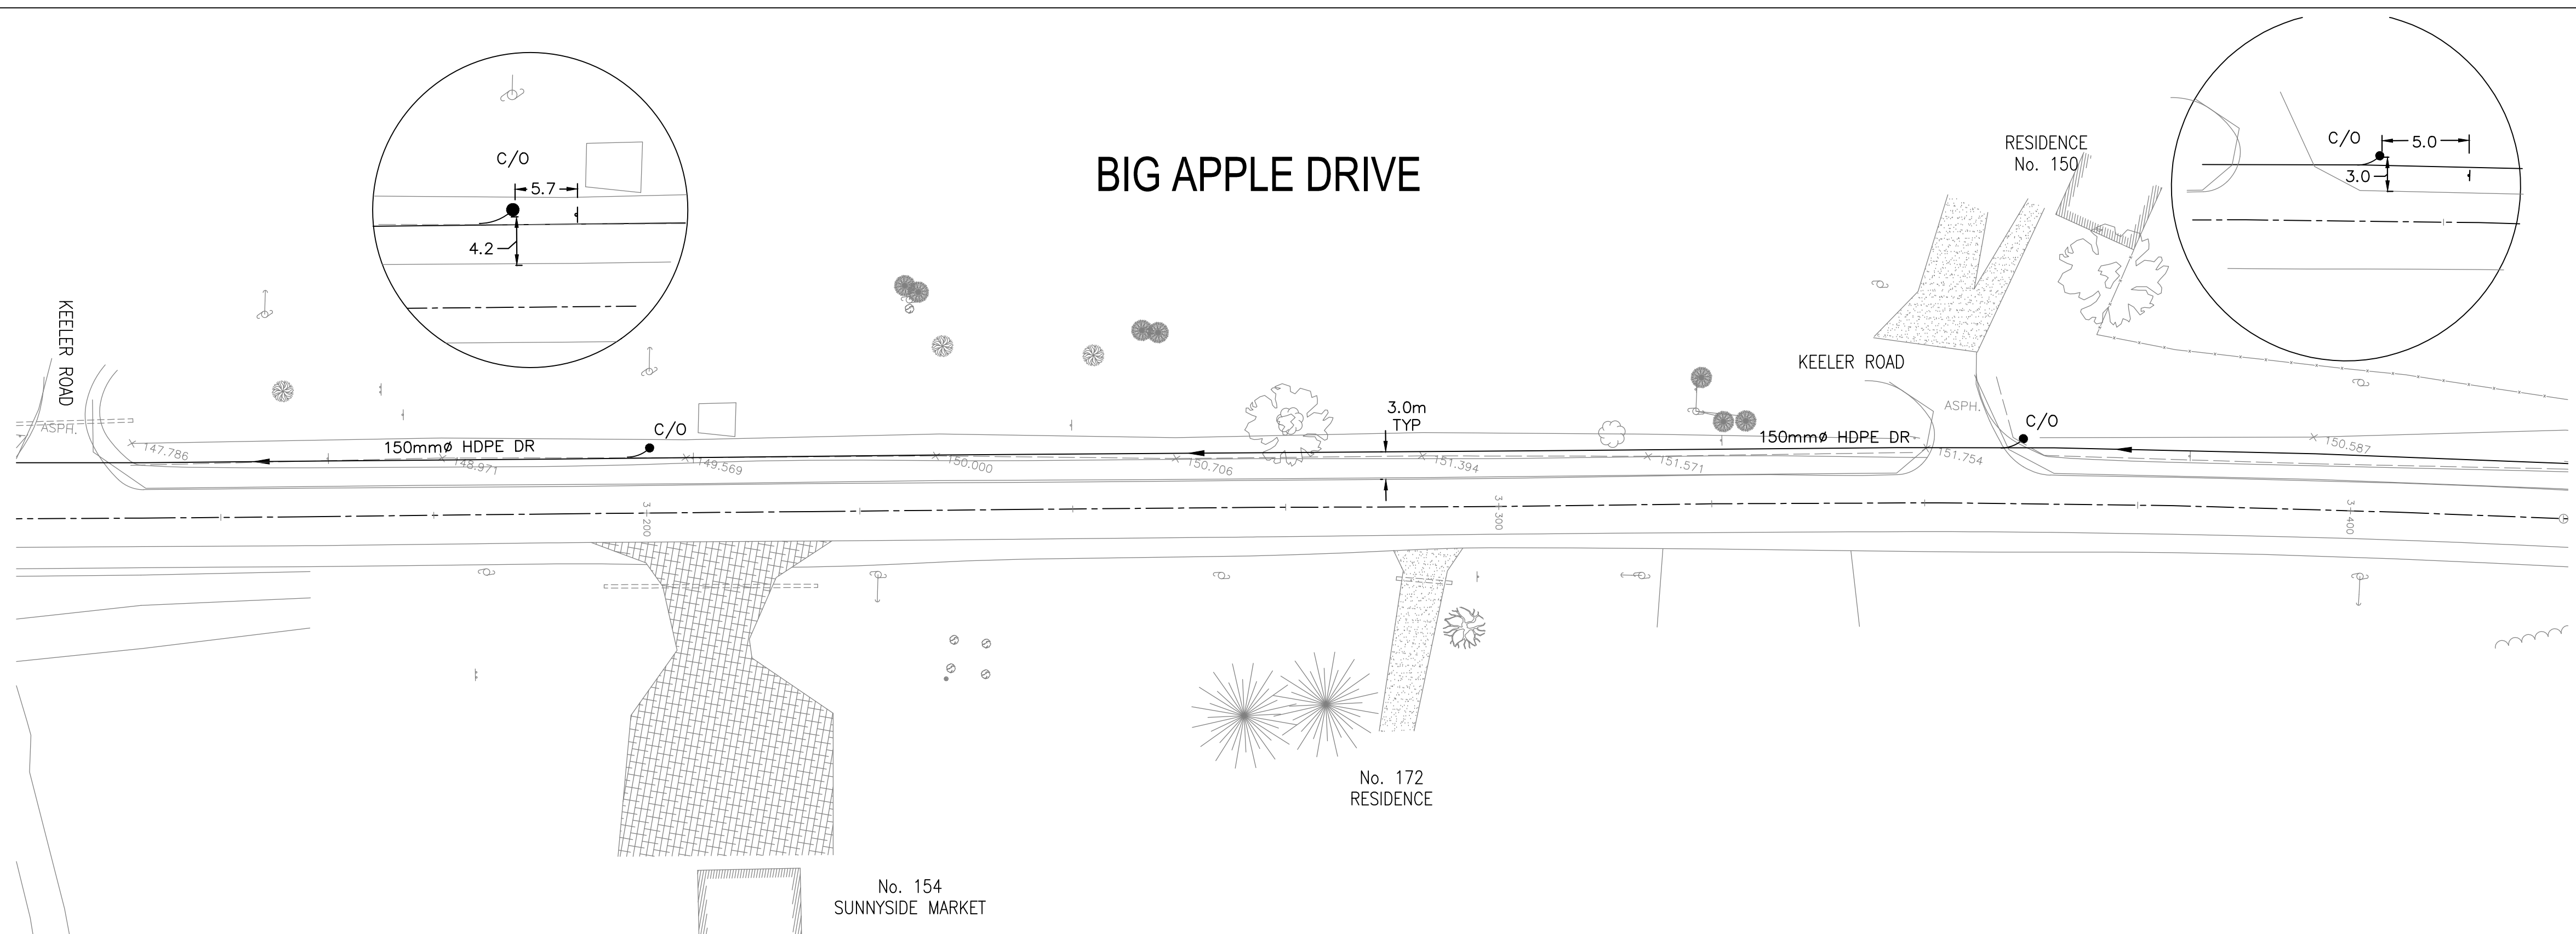 BIG APPLE DRIVE
C/O
5.7
4.2
C/O
5.0
3.0
RESIDENCE
No. 150
KEELER ROAD
KEELER ROAD
ASPH.
ASPH.
3.0m
TYP
C/O
C/O
150mmø HDPE DR
150mmø HDPE DR
147.786
148.971
149.569
150.000
150.706
151.394
151.571
151.754
150.587
3+200
3+300
3+400
No. 172
RESIDENCE
No. 154
SUNNYSIDE MARKET